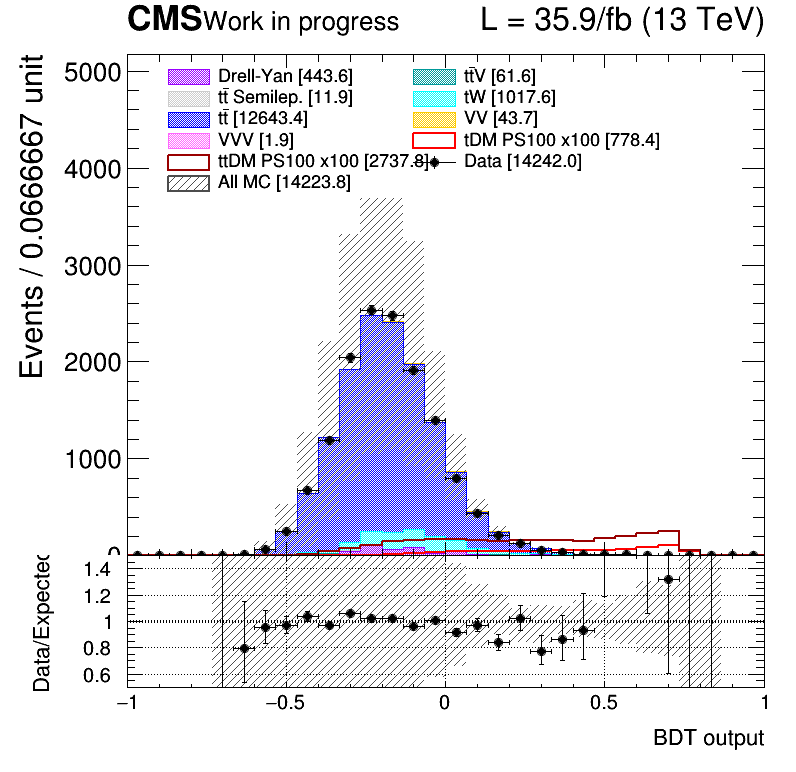 CMS Work in progress L = 35.9/fb (13 TeV)
Events / 0.0666667 unit
5000
4000
3000
2000
1000
0
Drell-Yan [443.6] tt̄V [61.6]
tt̄ Semilep. [11.9] tW [1017.6]
tt̄ [12643.4] VV [43.7]
VVV [1.9] tDM PS100 x100 [778.4]
ttDM PS100 x100 [2737.8] Data [14242.0]
All MC [14223.8]
Data/Expected
1.4
1.2
1
0.8
0.6
−1 −0.5 0 0.5 1
BDT output